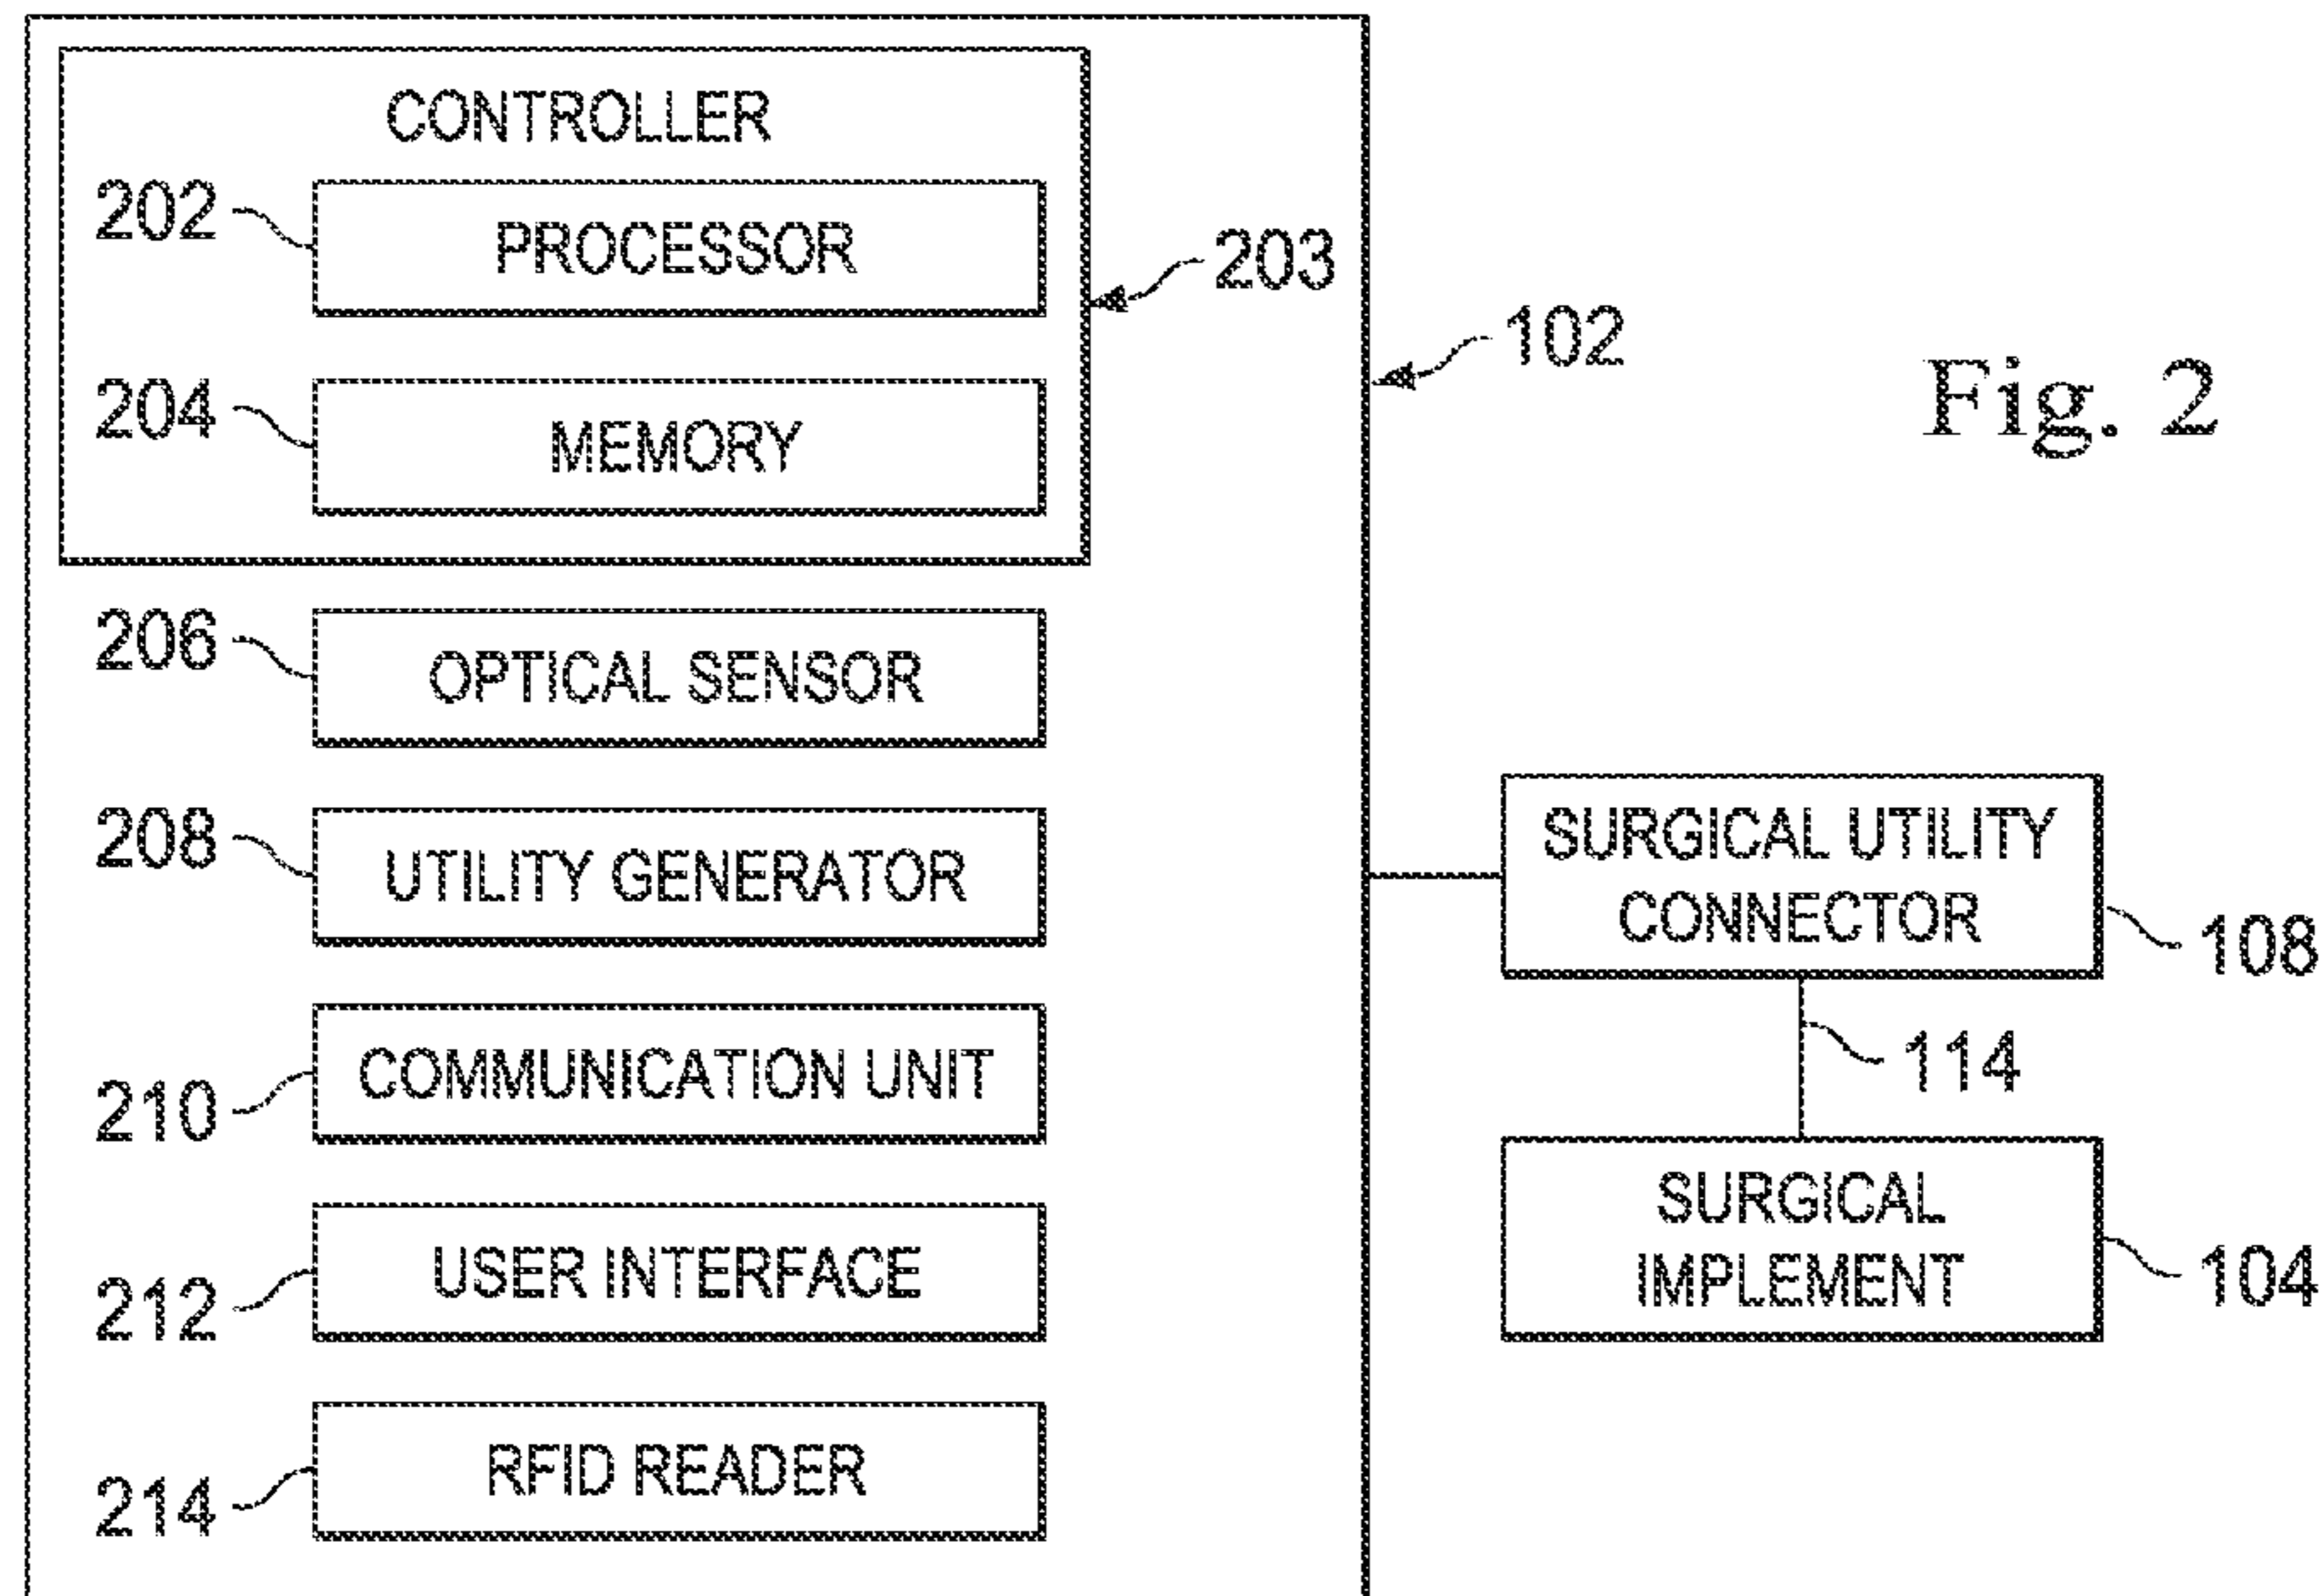 CONTROLLER
202
PROCESSOR
203
102
204
MEMORY
Fig. 2
206
OPTICAL SENSOR
208
UTILITY GENERATOR
SURGICAL UTILITY
CONNECTOR
108
210
COMMUNICATION UNIT
114
212
USER INTERFACE
SURGICAL
IMPLEMENT
104
214
RFID READER